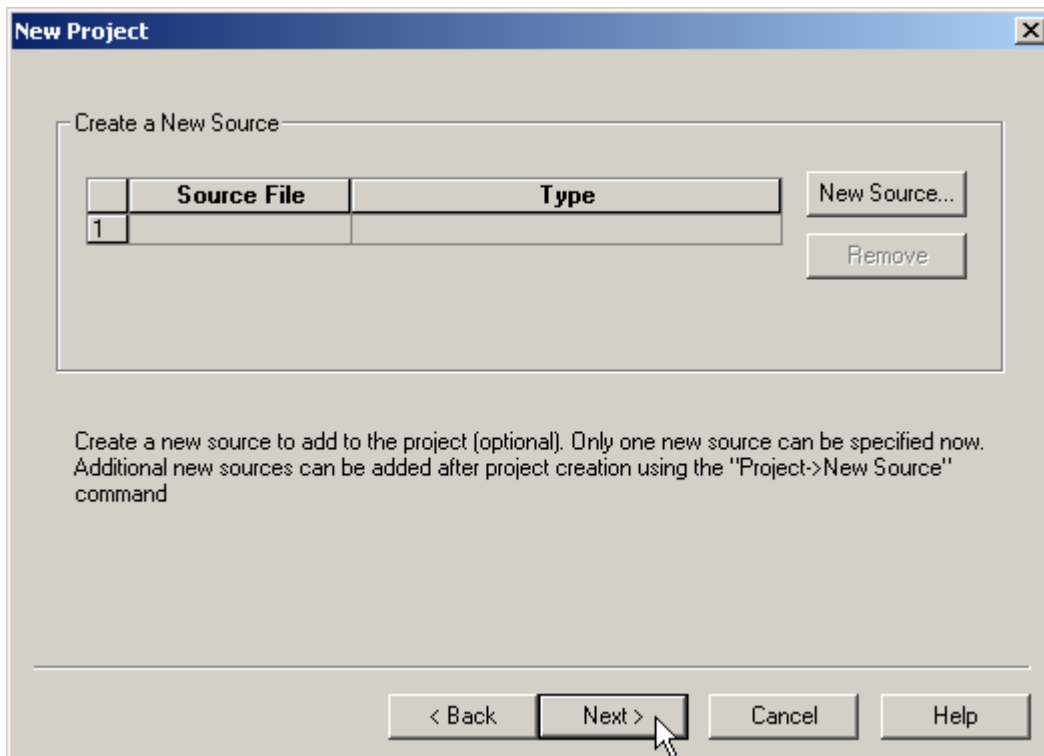 New Project
Create a New Source
Source File Type
New Source...
1
Remove
Create a new source to add to the project (optional). Only one new source can be specified now.
Additional new sources can be added after project creation using the "Project->New Source"
command
< Back Next > Cancel Help